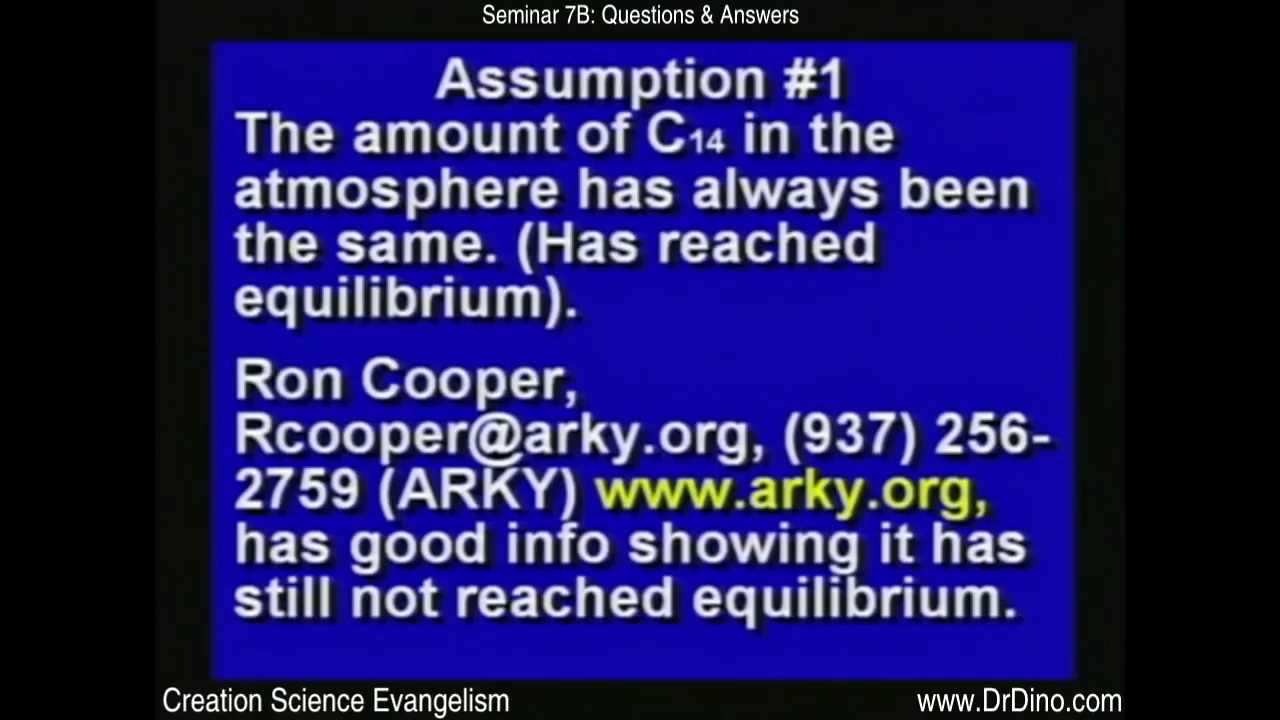 Seminar 7B: Questions & Answers
Assumption #1
The amount of C14 in the
atmosphere has always been
the same. (Has reached
equilibrium).
Ron Cooper,
Rcooper@arky.org, (937) 256-
2759 (ARKY) www.arky.org,
has good info showing it has
still not reached equilibrium.
Creation Science Evangelism
www.DrDino.com